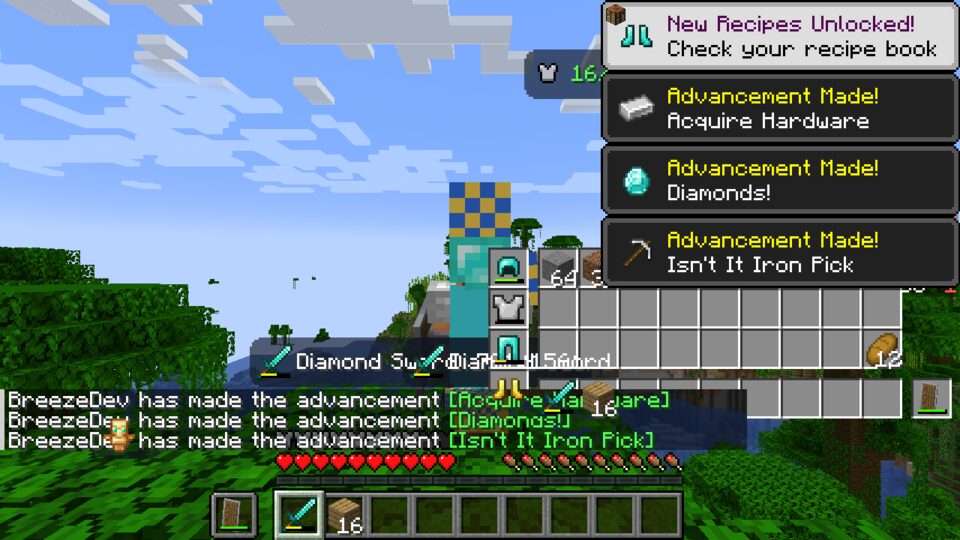 New Recipes Unlocked!
Check your recipe book
16.
Advancement Made!
Acquire Hardware
Advancement Made!
Diamonds!
Advancement Made!
Isn't It Iron Pick
64
12
Diamond
BreezeDev has made the advancement [Acquire Hardware]
16
BreezeDev has made the advancement [Diamonds!]
BreezeDev has made the advancement [Isn't It Iron Pick]
16